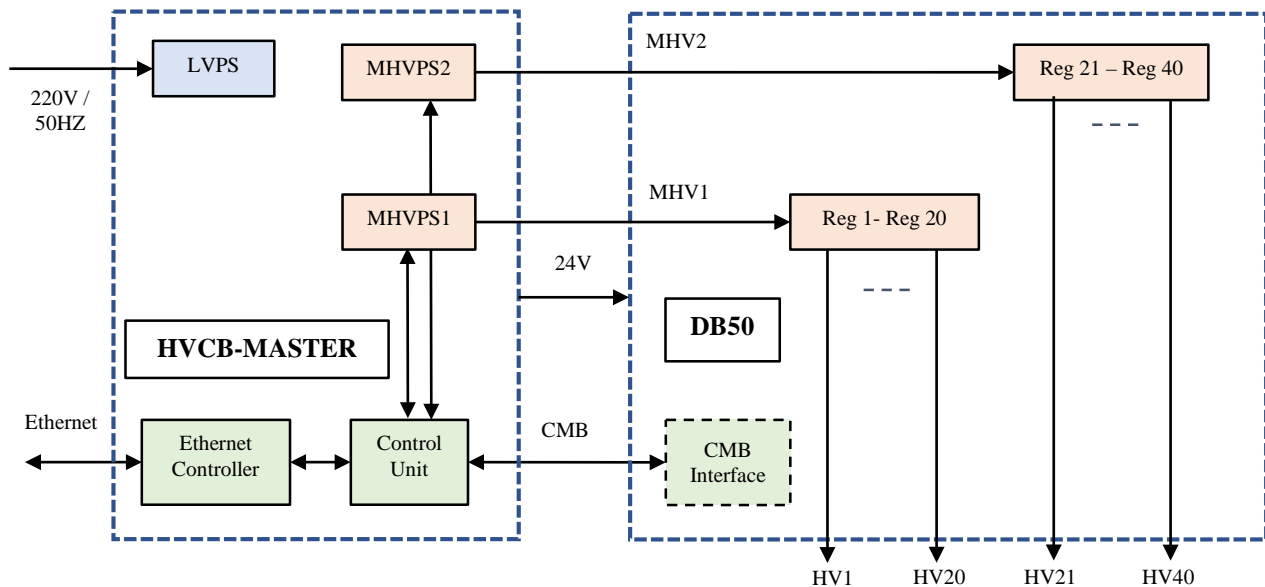 MHV2
LVPS
MHVPS2
Reg 21 – Reg 40
220V /
50HZ
MHV1
MHVPS1
Reg 1- Reg 20
24V
HVCB-MASTER
DB50
Ethernet
CMB
Ethernet
Controller
Control
Unit
CMB
Interface
HV1
HV20
HV21
HV40